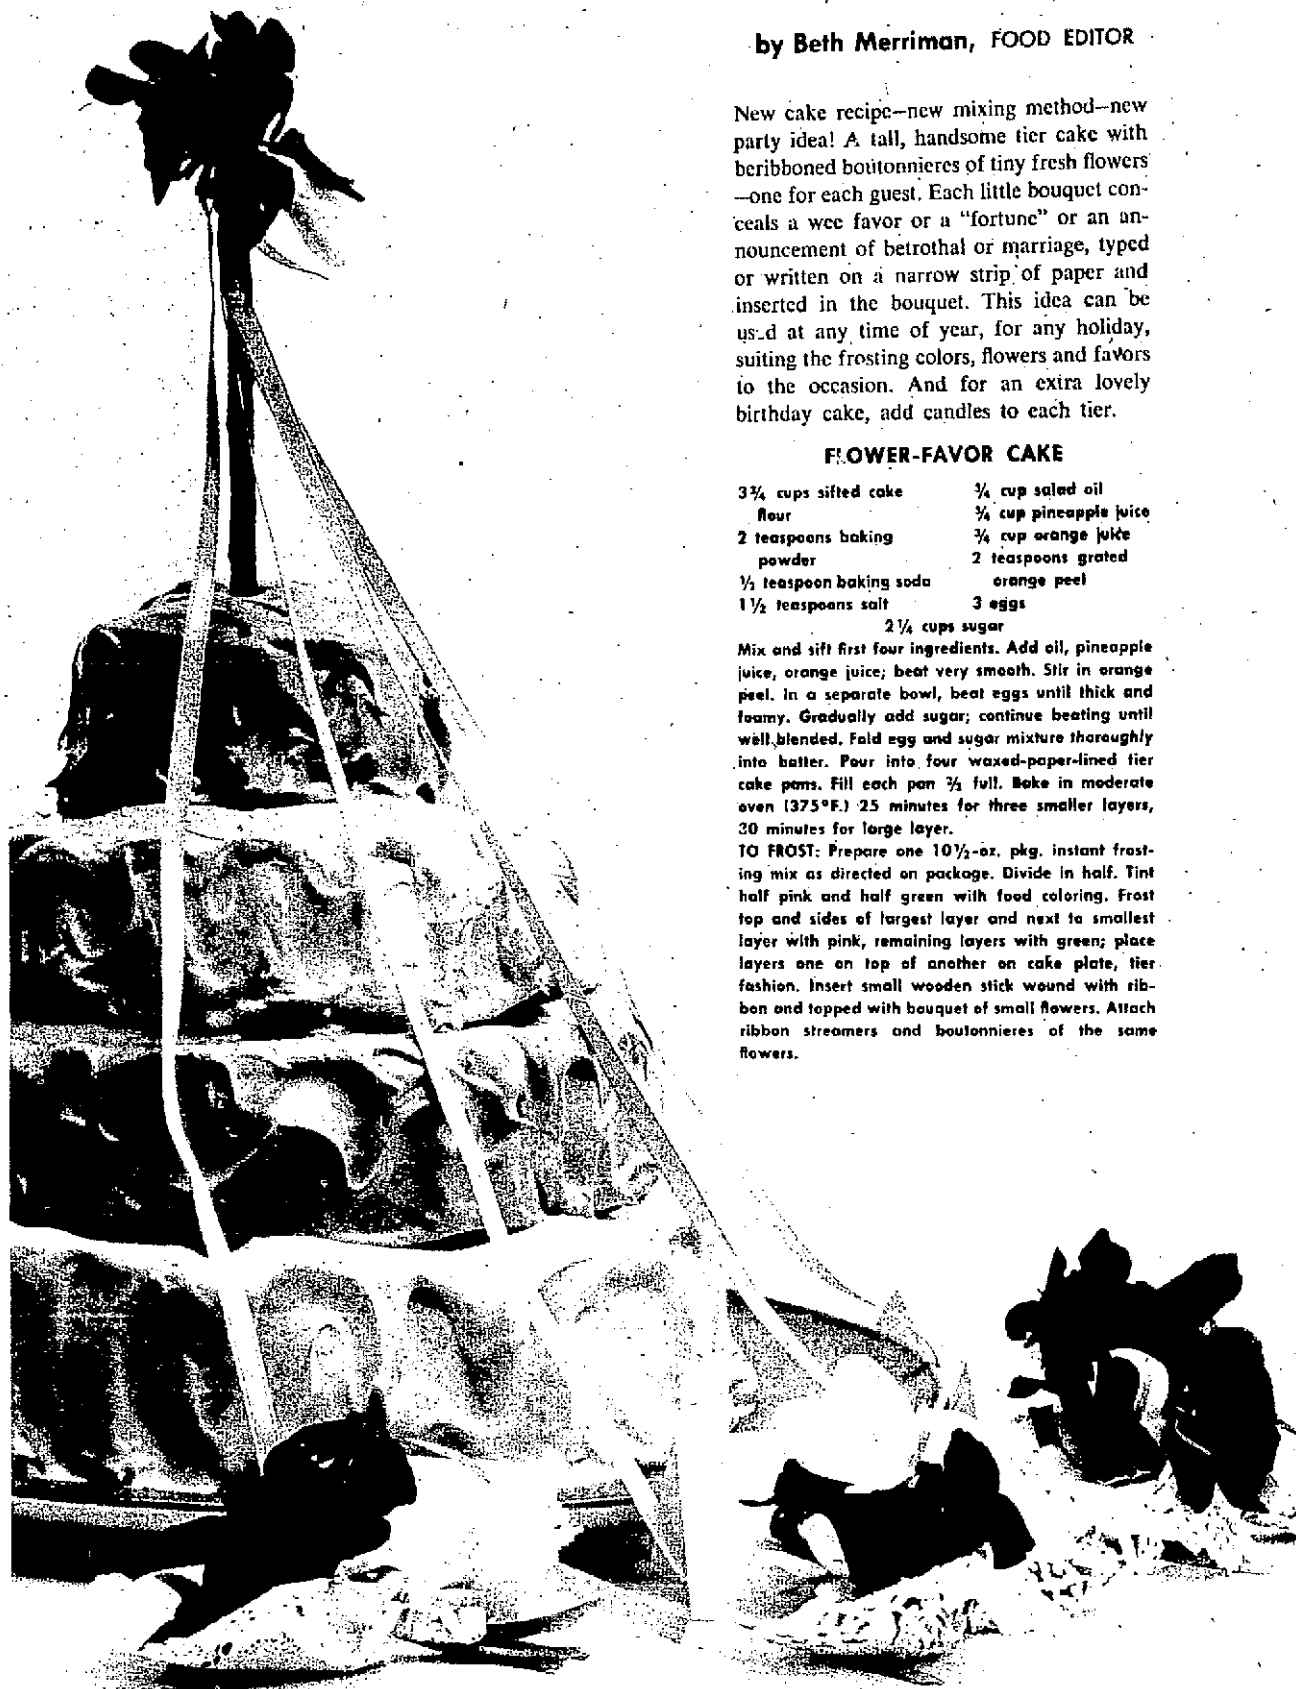 by Beth Merriman, FOOD EDITOR
New cake recipe—new mixing method—new
party idea! A tall, handsome tier cake with
beribboned boutonnieres of tiny fresh flowers
—one for each guest. Each little bouquet con-
ceals a wee favor or a "fortune" or an an-
nouncement of betrothal or marriage, typed
or written on a narrow strip of paper and
inserted in the bouquet. This idea can be
used at any time of year, for any holiday,
suiting the frosting colors, flowers and favors
to the occasion. And for an extra lovely
birthday cake, add candles to each tier.
FLOWER-FAVOR CAKE
3¾ cups sifted cake
flour
2 teaspoons baking
powder
½ teaspoon baking soda
1½ teaspoons salt
¾ cup salad oil
¾ cup pineapple juice
¾ cup orange juice
2 teaspoons grated
orange peel
3 eggs
2¼ cups sugar
Mix and sift first four ingredients. Add oil, pineapple
juice, orange juice; beat very smooth. Stir in orange
peel. In a separate bowl, beat eggs until thick and
foamy. Gradually add sugar; continue beating until
well blended. Fold egg and sugar mixture thoroughly
into batter. Pour into four waxed-paper-lined tier
cake pans. Fill each pan ⅔ full. Bake in moderate
oven (375°F.) 25 minutes for three smaller layers,
30 minutes for large layer.
TO FROST: Prepare one 10½-oz. pkg. instant frost-
ing mix as directed on package. Divide in half. Tint
half pink and half green with food coloring. Frost
top and sides of largest layer and next to smallest
layer with pink, remaining layers with green; place
layers one on top of another on cake plate, tier
fashion. Insert small wooden stick wound with rib-
bon and topped with bouquet of small flowers. Attach
ribbon streamers and boutonnieres of the same
flowers.